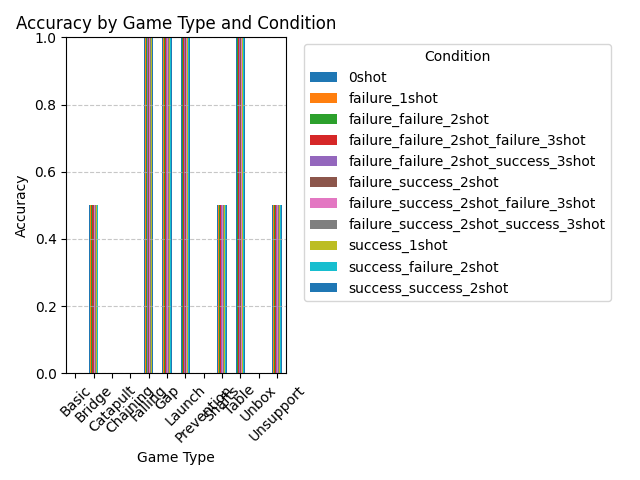 Accuracy by Game Type and Condition
Accuracy
1.0
0.8
0.6
0.4
0.2
0.0
Basic
Bridge
Catapult
Chaining
Falling
Gap
Launch
Prevention
Shafts
Table
Unbox
Unsupport
Game Type
Condition
0shot
failure_1shot
failure_failure_2shot
failure_failure_2shot_failure_3shot
failure_failure_2shot_success_3shot
failure_success_2shot
failure_success_2shot_failure_3shot
failure_success_2shot_success_3shot
success_1shot
success_failure_2shot
success_success_2shot